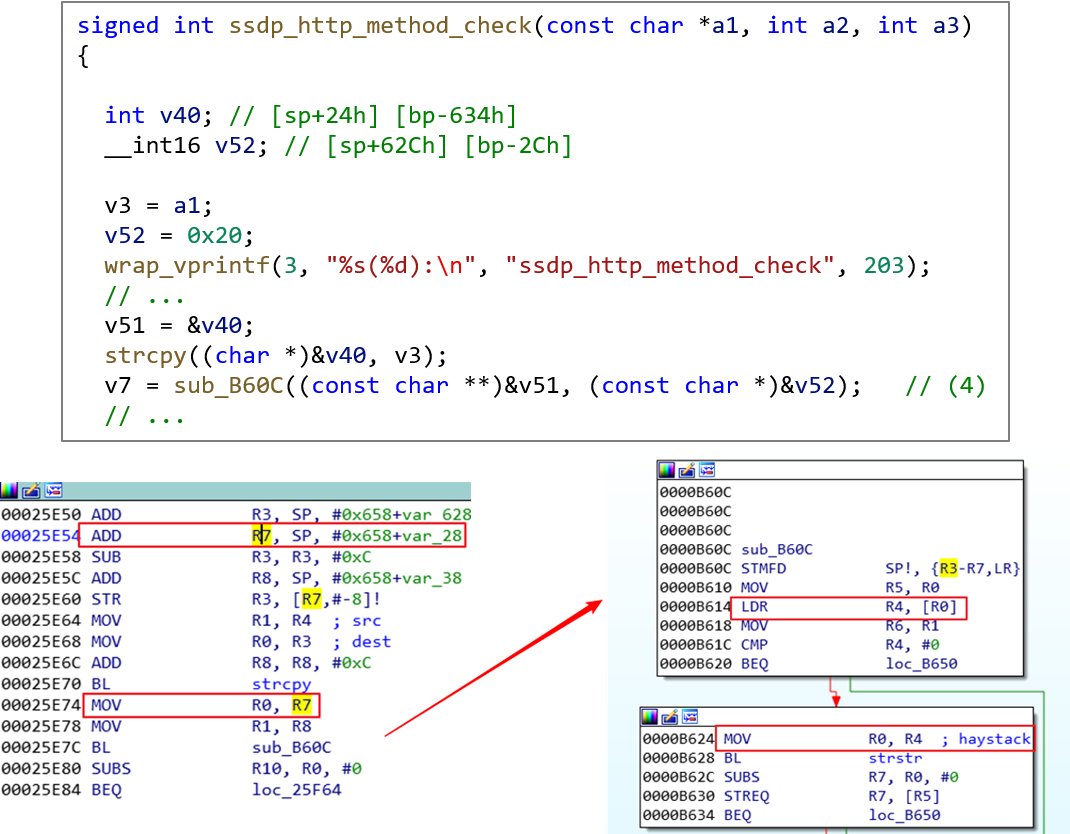 signed int ssdp_http_method_check(const char *a1, int a2, int a3)
{
int v40; // [sp+24h] [bp-634h]
__int16 v52; // [sp+62Ch] [bp-2Ch]
v3 = a1;
v52 = 0x20;
wrap_vprintf(3, "%s(%d):\n", "ssdp_http_method_check", 203);
// ...
v51 = &v40;
strcpy((char *)&v40, v3);
v7 = sub_B60C((const char **)&v51, (const char *)&v52); // (4)
// ...
00025E50 ADD R3, SP, #0x658+var_628
00025E54 ADD R7, SP, #0x658+var_28
00025E58 SUB R3, R3, #0xC
00025E5C ADD R8, SP, #0x658+var_38
00025E60 STR R3, [R7,#-8]!
00025E64 MOV R1, R4 ; src
00025E68 MOV R0, R3 ; dest
00025E6C ADD R8, R8, #0xC
00025E70 BL strcpy
00025E74 MOV R0, R7
00025E78 MOV R1, R8
00025E7C BL sub_B60C
00025E80 SUBS R10, R0, #0
00025E84 BEQ loc_25F64
0000B60C
0000B60C
0000B60C
0000B60C sub_B60C
0000B60C STMFD SP!, {R3-R7,LR}
0000B610 MOV R5, R0
0000B614 LDR R4, [R0]
0000B618 MOV R6, R1
0000B61C CMP R4, #0
0000B620 BEQ loc_B650
0000B624 MOV R0, R4 ; haystack
0000B628 BL strstr
0000B62C SUBS R7, R0, #0
0000B630 STREQ R7, [R5]
0000B634 BEQ loc_B650